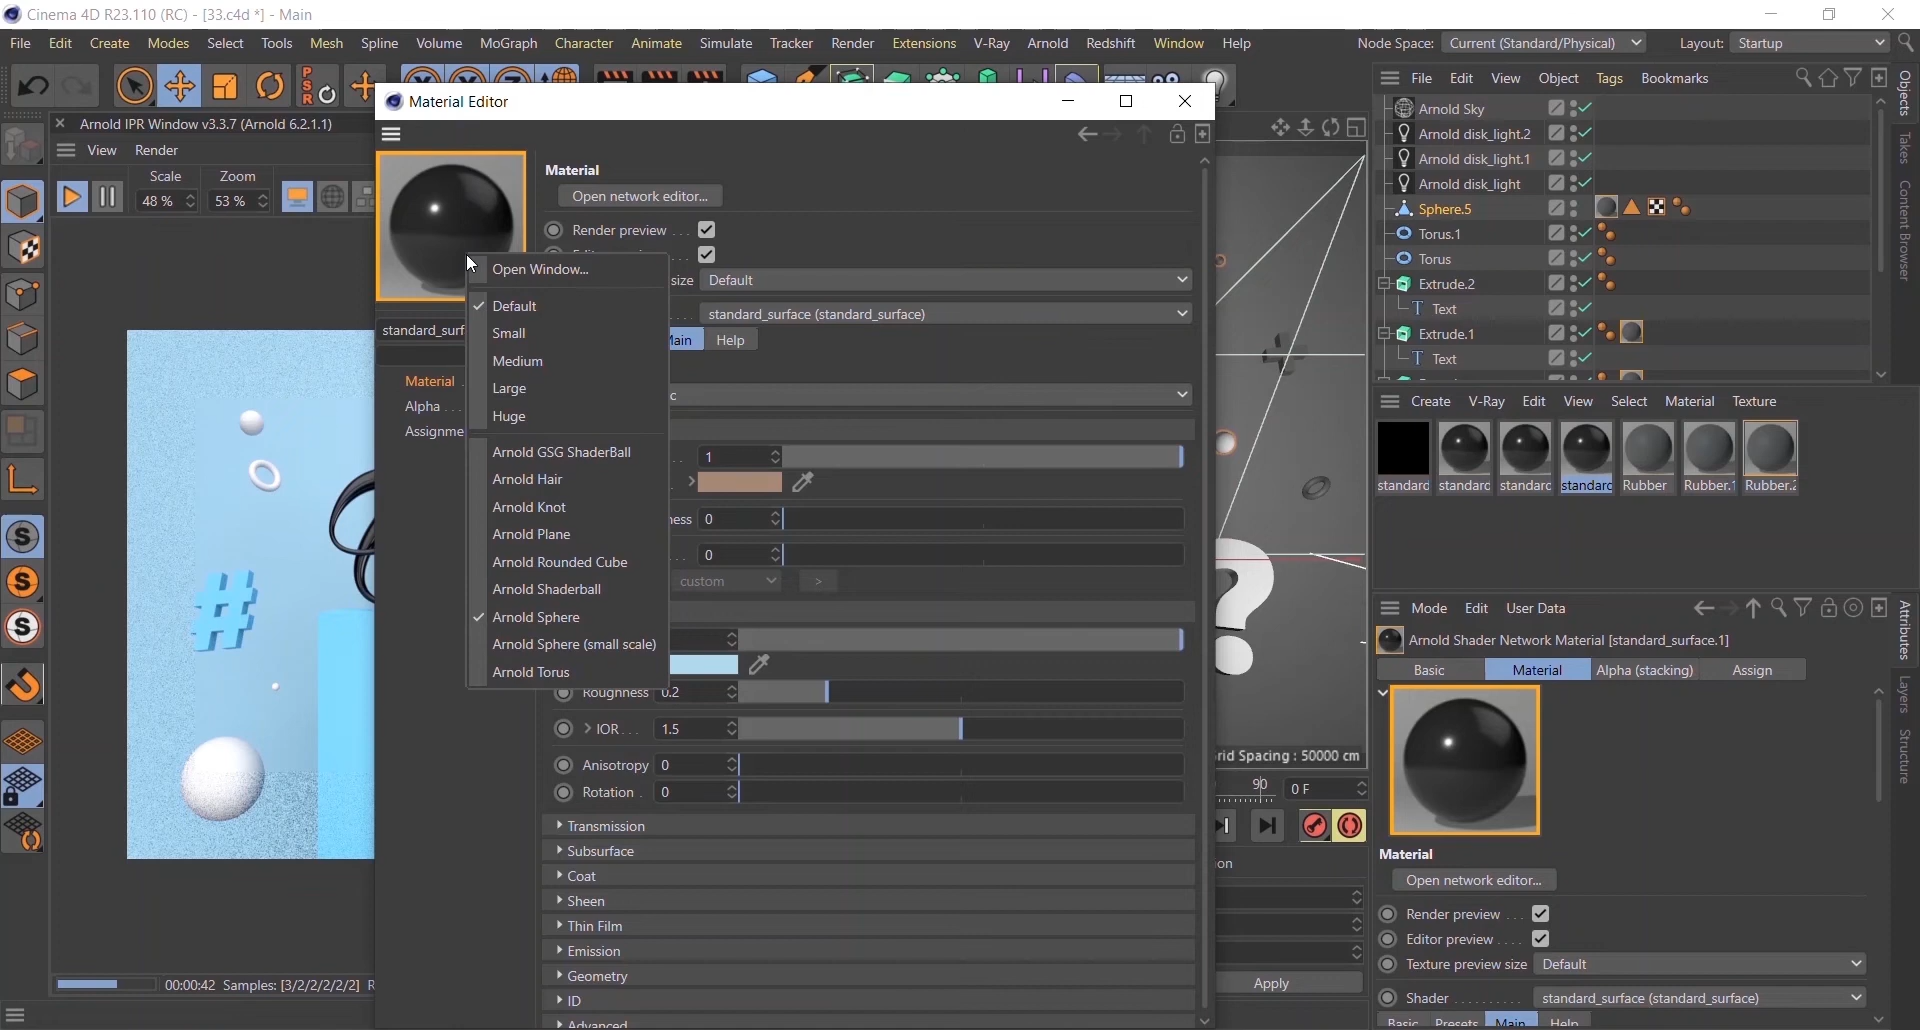 Cinema 4D R23.110 (RC) - [33.c4d *] - Main
File Edit Create Modes Select Tools Mesh Spline Volume MoGraph Character Animate Simulate Tracker Render Extensions V-Ray Arnold Redshift Window Help Node Space: Current (Standard/Physical) Layout: Startup
PSR
Material Editor
File Edit View Object Tags Bookmarks
Arnold IPR Window v3.3.7 (Arnold 6.2.1.1)
View Render
Scale Zoom
48 % 53 %
Material
Open network editor...
Render preview . . .
size Default
standard_surface (standard_surface)
standard_surf
Main Help
Material
Alpha . . .
Assignme
Open Window...
Default
Small
Medium
Large
Huge
Arnold GSG ShaderBall
Arnold Hair
Arnold Knot
Arnold Plane
Arnold Rounded Cube
Arnold Shaderball
Arnold Sphere
Arnold Sphere (small scale)
Arnold Torus
1
ness 0
0
custom >
Roughness 0.2
> IOR . . . 1.5
Anisotropy 0
Rotation . 0
Transmission
Subsurface
Coat
Sheen
Thin Film
Emission
Geometry
ID
Advanced
#
?
rid Spacing : 50000 cm
90 0 F
on
Apply
00:00:42 Samples: [3/2/2/2/2/2] R
Arnold Sky
Arnold disk_light.2
Arnold disk_light.1
Arnold disk_light
Sphere.5
Torus.1
Torus
Extrude.2
T Text
Extrude.1
T Text
Objects
Takes
Content Browser
Create V-Ray Edit View Select Material Texture
standard standard standard standard Rubber Rubber.1 Rubber.2
Mode Edit User Data
Arnold Shader Network Material [standard_surface.1]
Basic Material Alpha (stacking) Assign
Material
Open network editor...
Render preview . . .
Editor preview . . . .
Texture preview size Default
Shader . . . . . . . . . . standard_surface (standard_surface)
Basic Presets Main Help
Attributes
Layers
Structure